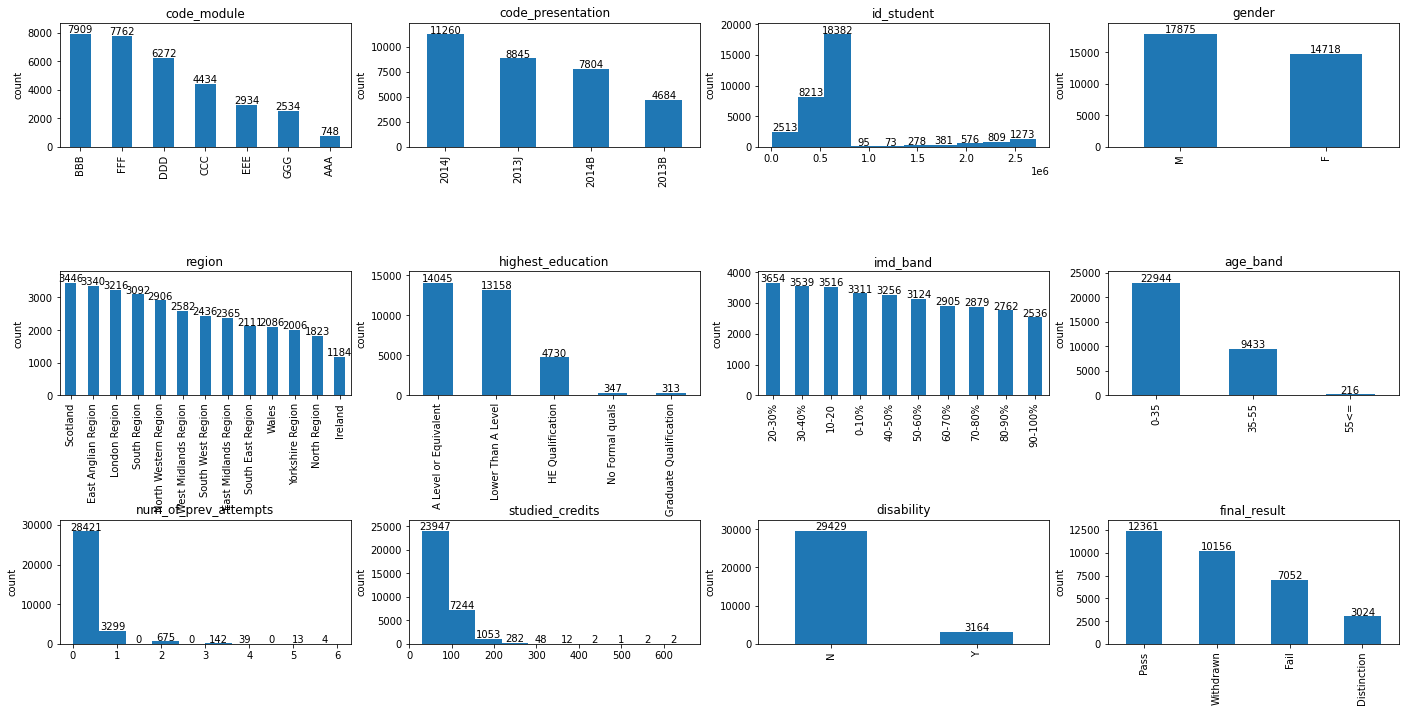 code_module
7909
7762
6272
4434
2934
2534
748
8000
6000
4000
2000
0
count
BBB
FFF
DDD
CCC
EEE
GGG
AAA
code_presentation
11260
8845
7804
4684
10000
7500
5000
2500
0
count
2014J
2013J
2014B
2013B
id_student
2513
8213
18382
95
73
278
381
576
809
1273
20000
15000
10000
5000
0
count
0.0
0.5
1.0
1.5
2.0
2.5
1e6
gender
17875
14718
15000
10000
5000
0
count
M
F
region
3446
3340
3216
3092
2906
2582
2436
2365
2111
2086
2006
1823
1184
3000
2000
1000
0
count
Scotland
East Anglian Region
London Region
South Region
North Western Region
West Midlands Region
South West Region
East Midlands Region
South East Region
Wales
Yorkshire Region
North Region
Ireland
highest_education
14045
13158
4730
347
313
15000
10000
5000
0
count
A Level or Equivalent
Lower Than A Level
HE Qualification
No Formal quals
Graduate Qualification
imd_band
3654
3539
3516
3311
3256
3124
2905
2879
2762
2536
4000
3000
2000
1000
0
count
20-30%
30-40%
10-20
0-10%
40-50%
50-60%
60-70%
70-80%
80-90%
90-100%
age_band
22944
9433
216
25000
20000
15000
10000
5000
0
count
0-35
35-55
55<=
num_of_prev_attempts
28421
3299
0
675
0
142
39
0
13
4
30000
20000
10000
0
count
0
1
2
3
4
5
6
studied_credits
23947
7244
1053
282
48
12
2
1
2
2
25000
20000
15000
10000
5000
0
count
0
100
200
300
400
500
600
disability
29429
3164
30000
20000
10000
0
count
N
Y
final_result
12361
10156
7052
3024
12500
10000
7500
5000
2500
0
count
Pass
Withdrawn
Fail
Distinction